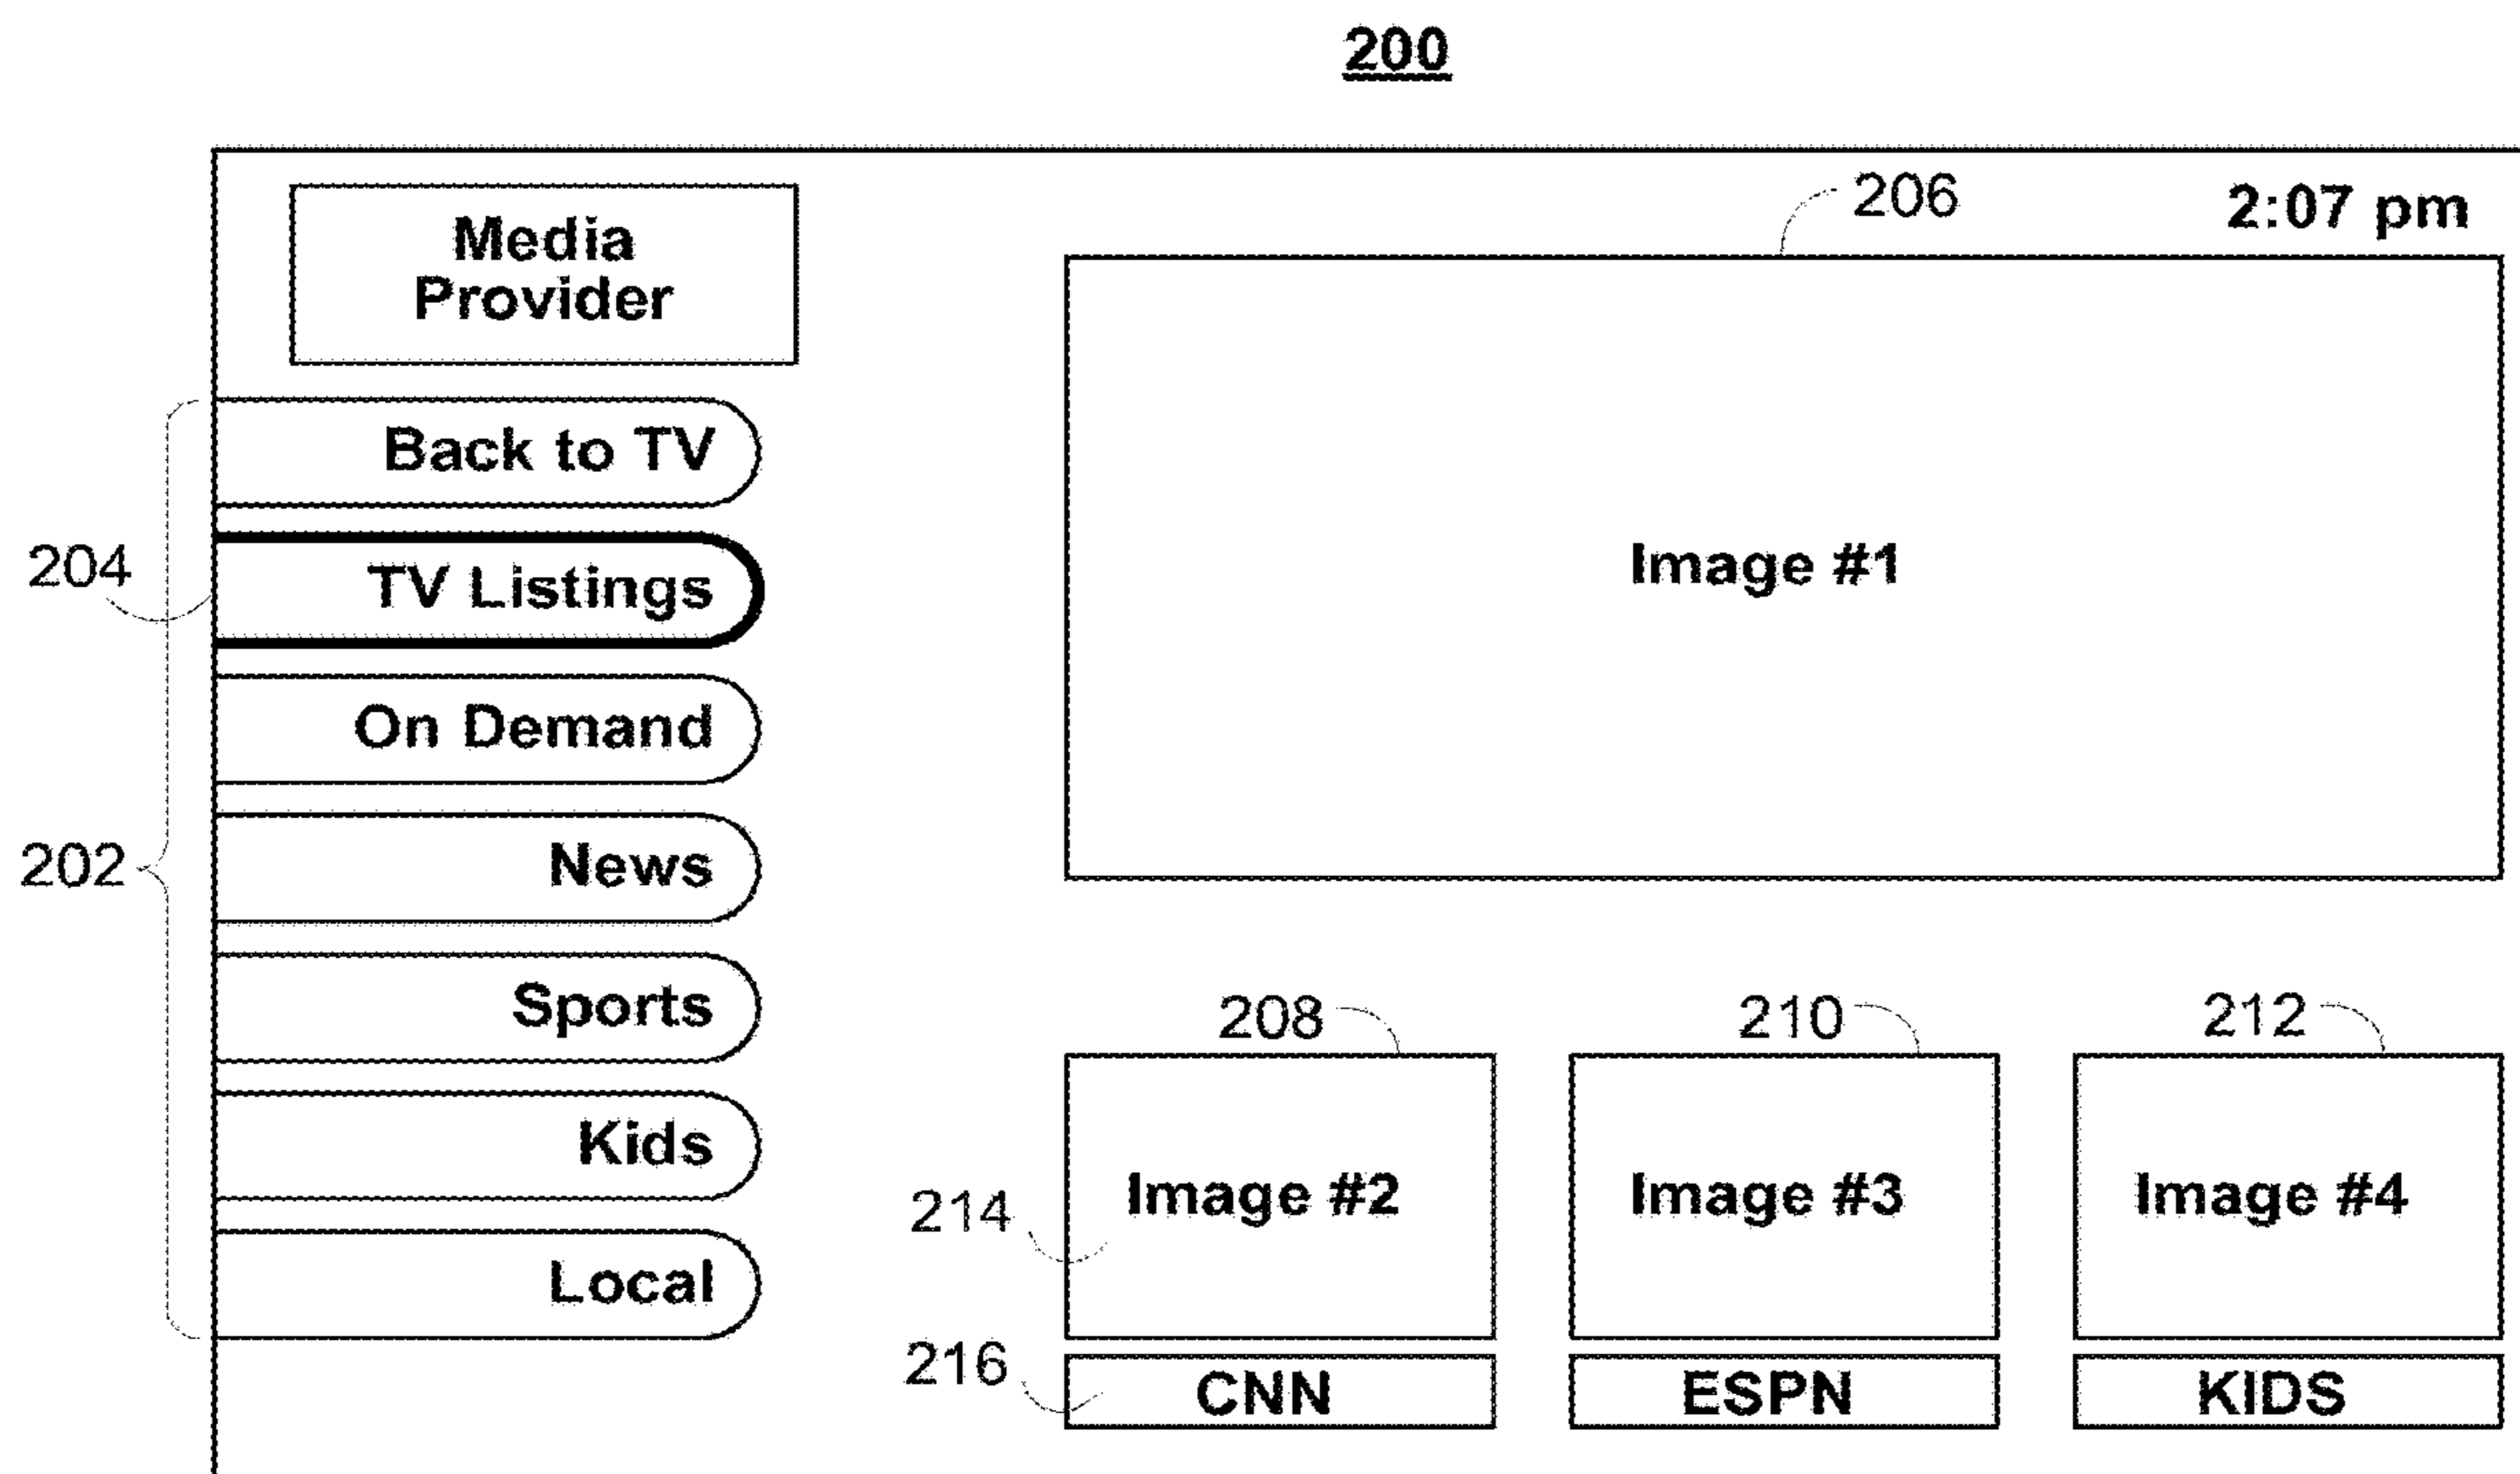 200
206
2:07 pm
Media
Provider
Back to TV
204
TV Listings
Image #1
On Demand
202
News
Sports
208
210
212
Kids
214
Image #2
Image #3
Image #4
Local
216
CNN
ESPN
KIDS